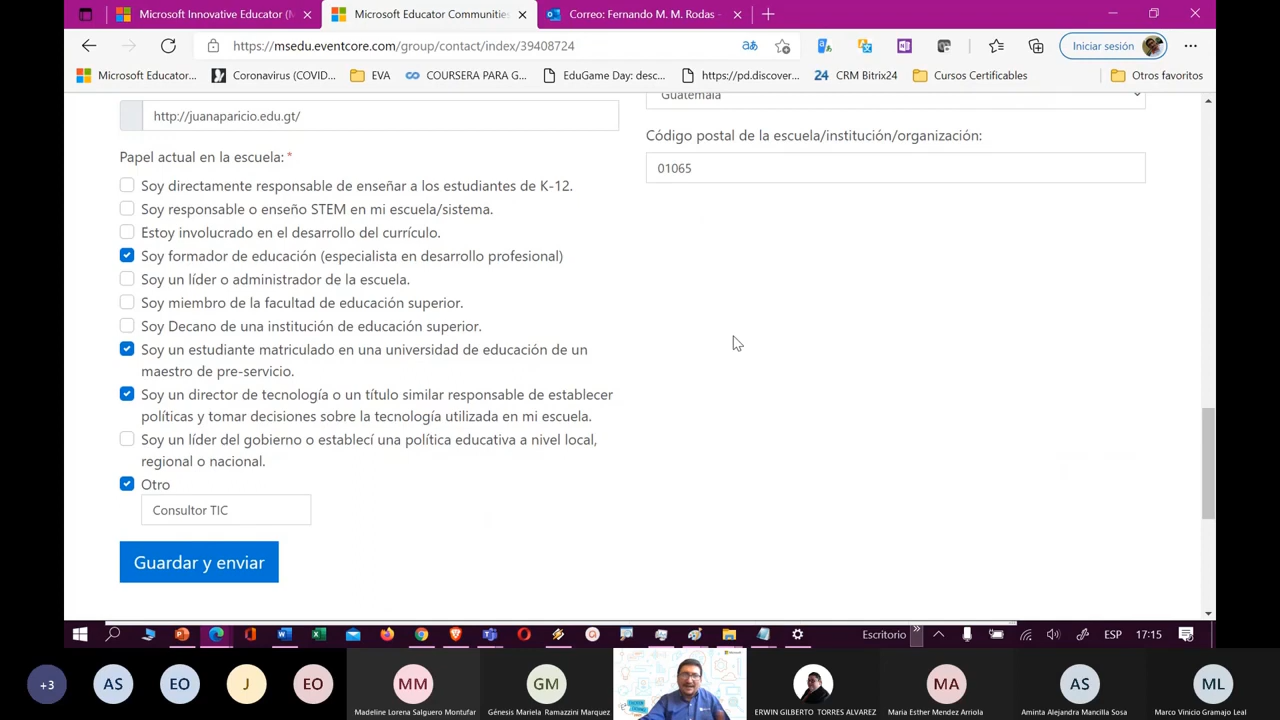 Microsoft Innovative Educator (M
Microsoft Educator Communities
Correo: Fernando M. M. Rodas -
https://msedu.eventcore.com/group/contact/index/39408724
Iniciar sesión
Microsoft Educator...
Coronavirus (COVID...
EVA
COURSERA PARA G...
EduGame Day: desc...
https://pd.discover...
24 CRM Bitrix24
Cursos Certificables
Otros favoritos
http://juanaparicio.edu.gt/
Papel actual en la escuela: *
Soy directamente responsable de enseñar a los estudiantes de K-12.
Soy responsable o enseño STEM en mi escuela/sistema.
Estoy involucrado en el desarrollo del currículo.
Soy formador de educación (especialista en desarrollo profesional)
Soy un líder o administrador de la escuela.
Soy miembro de la facultad de educación superior.
Soy Decano de una institución de educación superior.
Soy un estudiante matriculado en una universidad de educación de un
maestro de pre-servicio.
Soy un director de tecnología o un título similar responsable de establecer
políticas y tomar decisiones sobre la tecnología utilizada en mi escuela.
Soy un líder del gobierno o establecí una política educativa a nivel local,
regional o nacional.
Otro
Consultor TIC
Guardar y enviar
Guatemala
Código postal de la escuela/institución/organización:
01065
Escritorio
ESP
17:15
+3
AS
EO
J
EO
MM
GM
MA
AS
ML
Madeline Lorena Salguero Montufar
Génesis Mariela Ramazzini Marquez
ERWIN GILBERTO TORRES ALVAREZ
Maria Esther Mendez Arriola
Aminta Alejandra Mancilla Sosa
Marco Vinicio Gramajo Leal